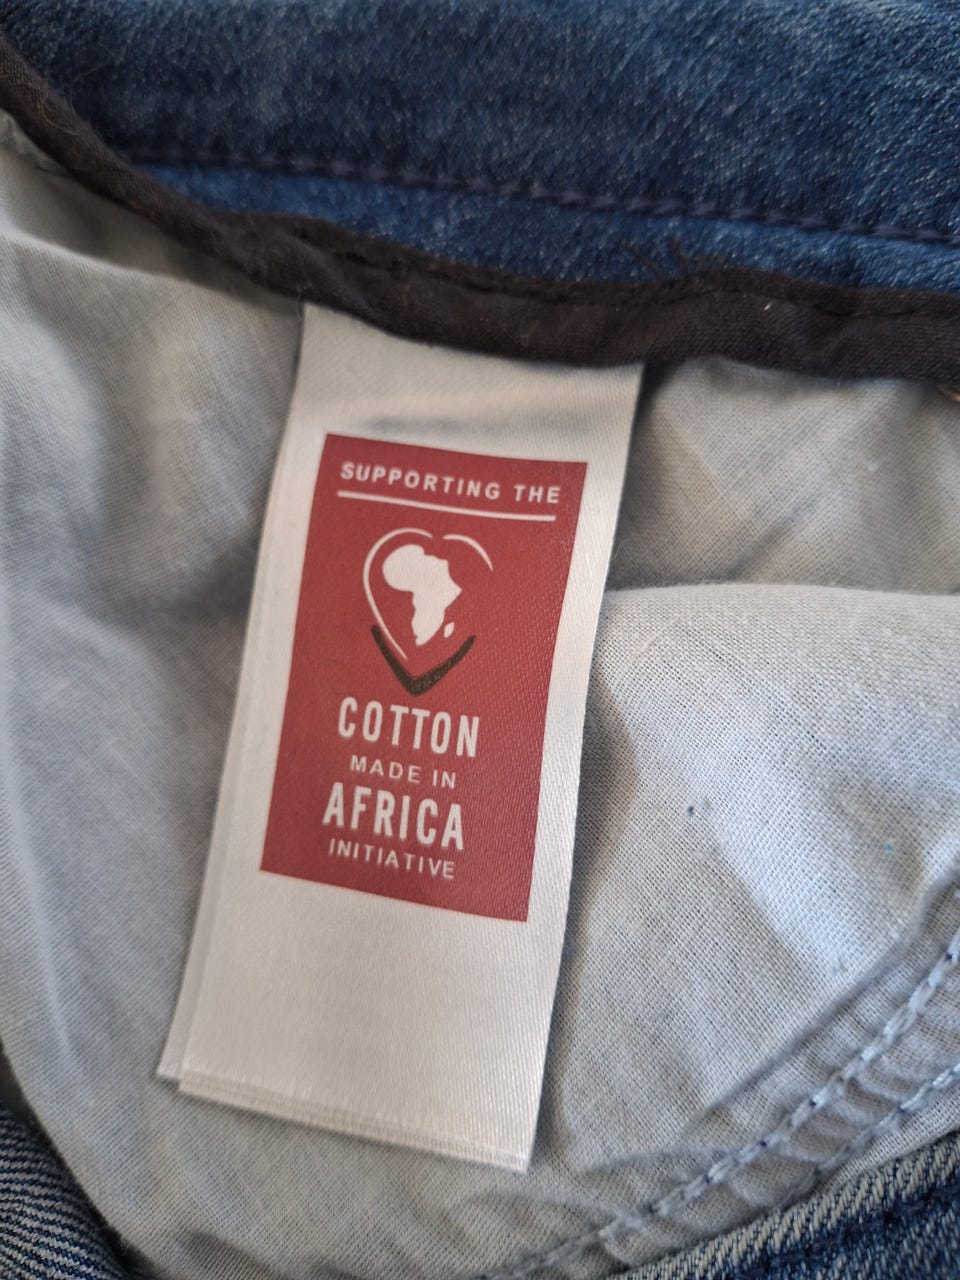 SUPPORTING THE
COTTON
MADE IN
AFRICA
INITIATIVE